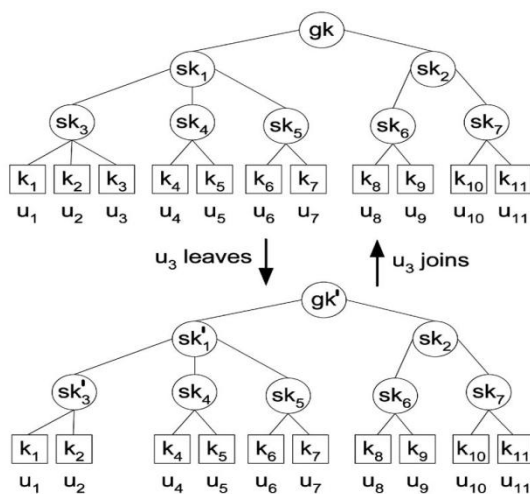 gk
sk₁ sk₂
sk₃ sk₄ sk₅ sk₆ sk₇
k₁ k₂ k₃ k₄ k₅ k₆ k₇ k₈ k₉ k₁₀ k₁₁
u₁ u₂ u₃ u₄ u₅ u₆ u₇ u₈ u₉ u₁₀ u₁₁
u₃ leaves u₃ joins
gk'
sk'₁ sk₂
sk'₃ sk₄ sk₅ sk₆ sk₇
k₁ k₂ k₄ k₅ k₆ k₇ k₈ k₉ k₁₀ k₁₁
u₁ u₂ u₄ u₅ u₆ u₇ u₈ u₉ u₁₀ u₁₁